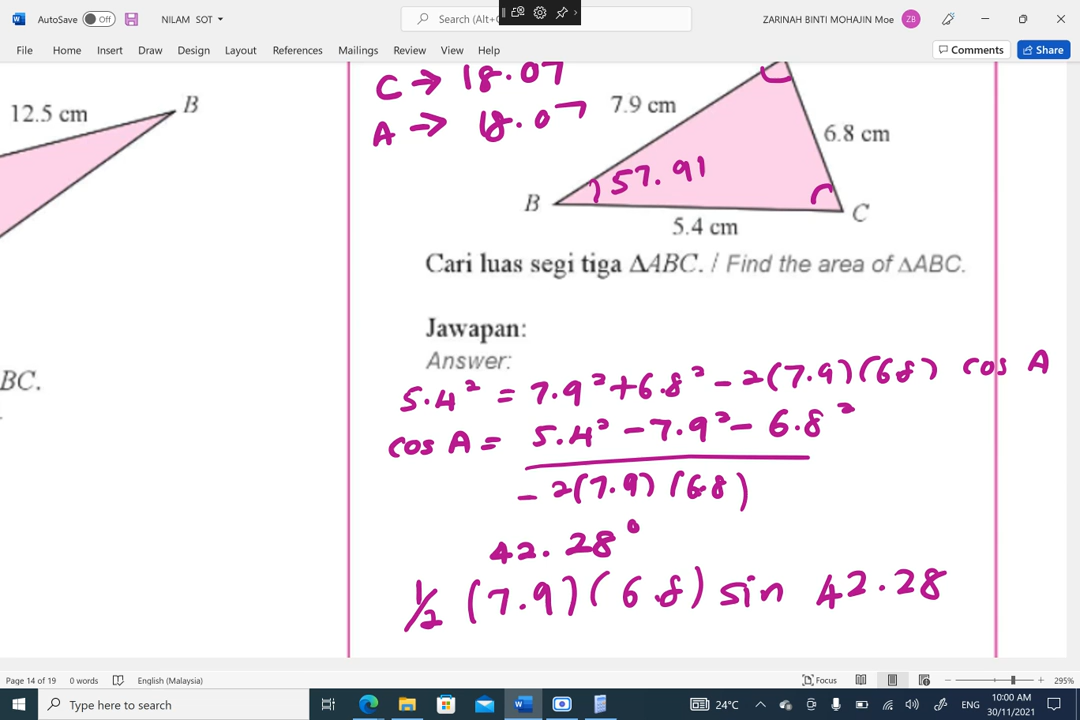 AutoSave Off NILAM SOT Search (Alt+ ZARINAH BINTI MOHAJIN Moe ZB
File Home Insert Draw Design Layout References Mailings Review View Help Comments Share
C → 18.07
A → 18.07
12.5 cm
B
7.9 cm
6.8 cm
57.91
B
C
5.4 cm
Cari luas segi tiga ΔABC. / Find the area of ΔABC.
Jawapan:
Answer:
BC.
5.4² = 7.9² + 6.8² - 2(7.9)(6.8) cos A
cos A = 5.4² - 7.9² - 6.8²
- 2(7.9)(6.8)
42.28°
½ (7.9)(6.8) sin 42.28
Page 14 of 19 0 words English (Malaysia) Focus 295%
Type here to search 24°C ENG 10:00 AM
30/11/2021